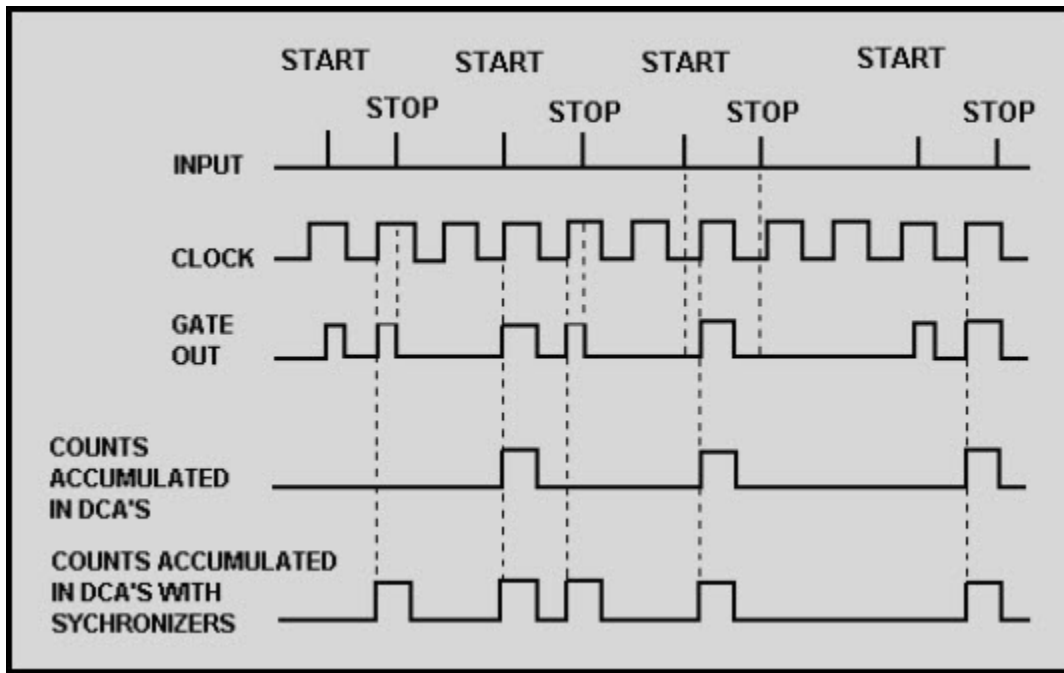 START START START START
STOP STOP STOP STOP
INPUT
CLOCK
GATE
OUT
COUNTS
ACCUMULATED
IN DCA'S
COUNTS ACCUMULATED
IN DCA'S WITH
SYCHRONIZERS